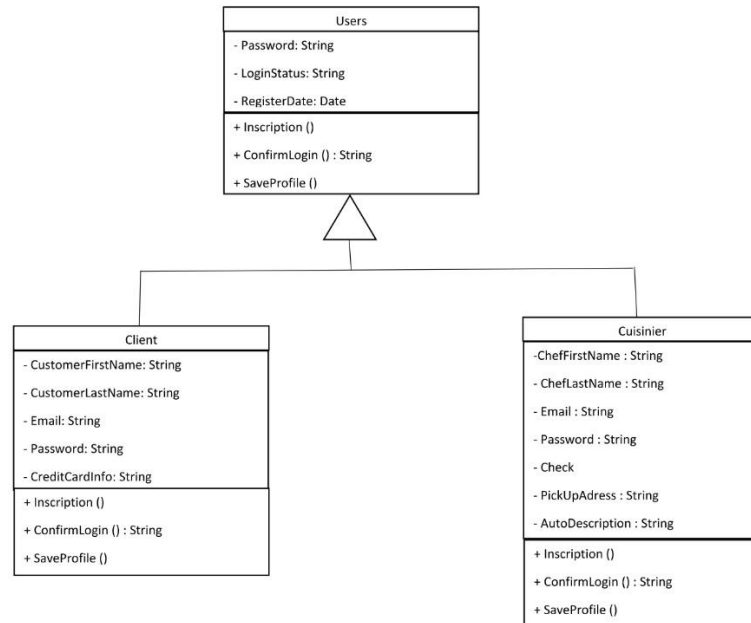 Users
- Password: String
- LoginStatus: String
- RegisterDate: Date
+ Inscription ()
+ ConfirmLogin () : String
+ SaveProfile ()
Client
- CustomerFirstName: String
- CustomerLastName: String
- Email: String
- Password: String
- CreditCardInfo: String
+ Inscription ()
+ ConfirmLogin () : String
+ SaveProfile ()
Cuisinier
-ChefFirstName : String
- ChefLastName : String
- Email : String
- Password : String
- Check
- PickUpAdress : String
- AutoDescription : String
+ Inscription ()
+ ConfirmLogin () : String
+ SaveProfile ()